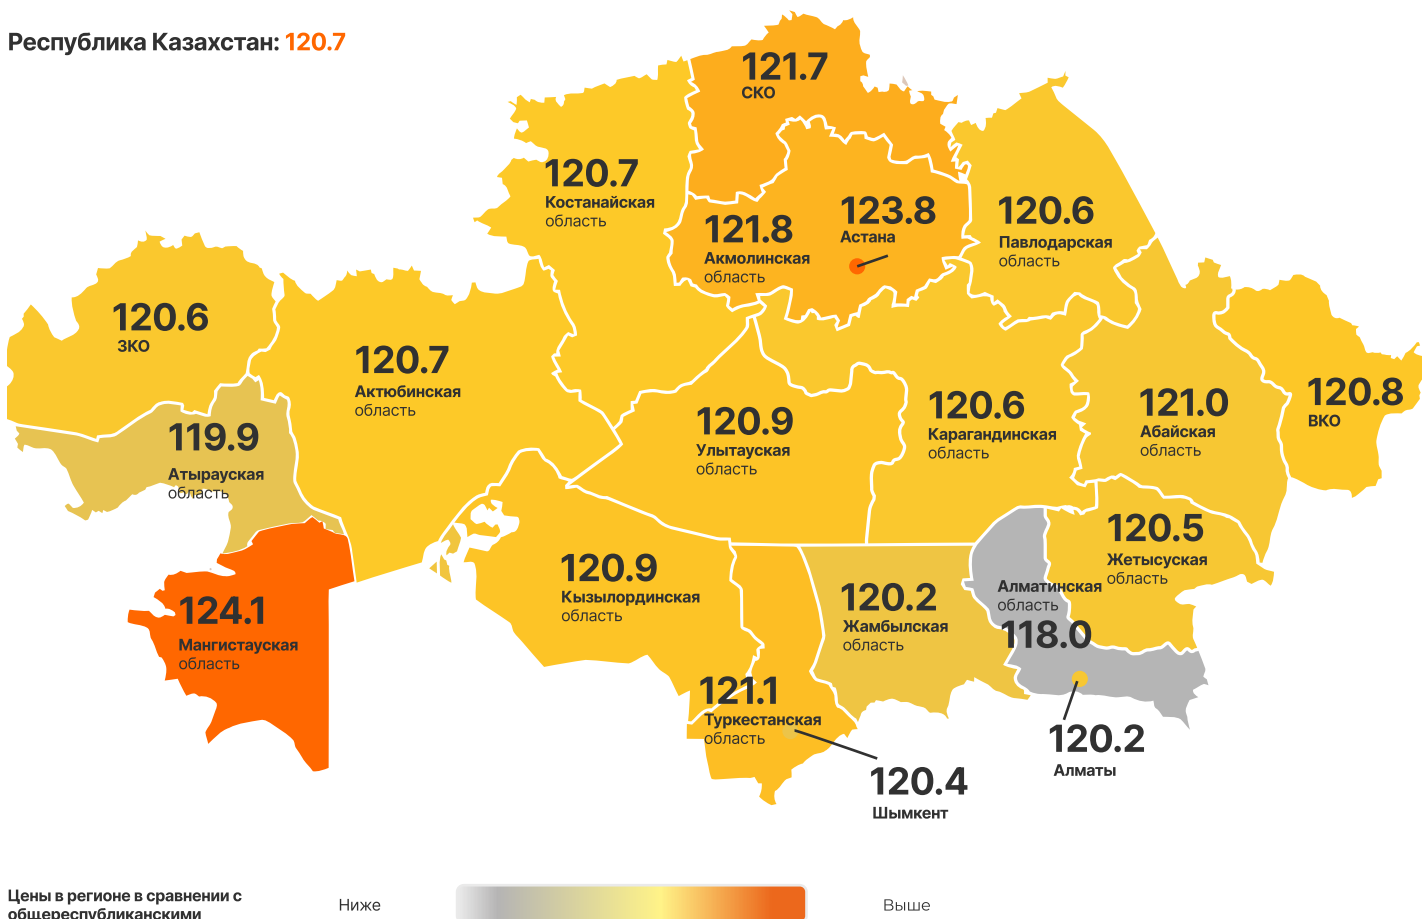 Республика Казахстан: 120.7
121.7
СКО
120.7
Костанайская
область
121.8
Акмолинская
область
123.8
Астана
120.6
Павлодарская
область
120.6
ЗКО
120.7
Актюбинская
область
119.9
Атырауская
область
120.9
Улытауская
область
120.6
Карагандинская
область
121.0
Абайская
область
120.8
ВКО
120.5
Жетысуская
область
124.1
Мангистауская
область
120.9
Кызылординская
область
120.2
Жамбылская
область
Алматинская
область
118.0
121.1
Туркестанская
область
120.2
Алматы
120.4
Шымкент
Цены в регионе в сравнении с
общереспубликанскими
Ниже
Выше